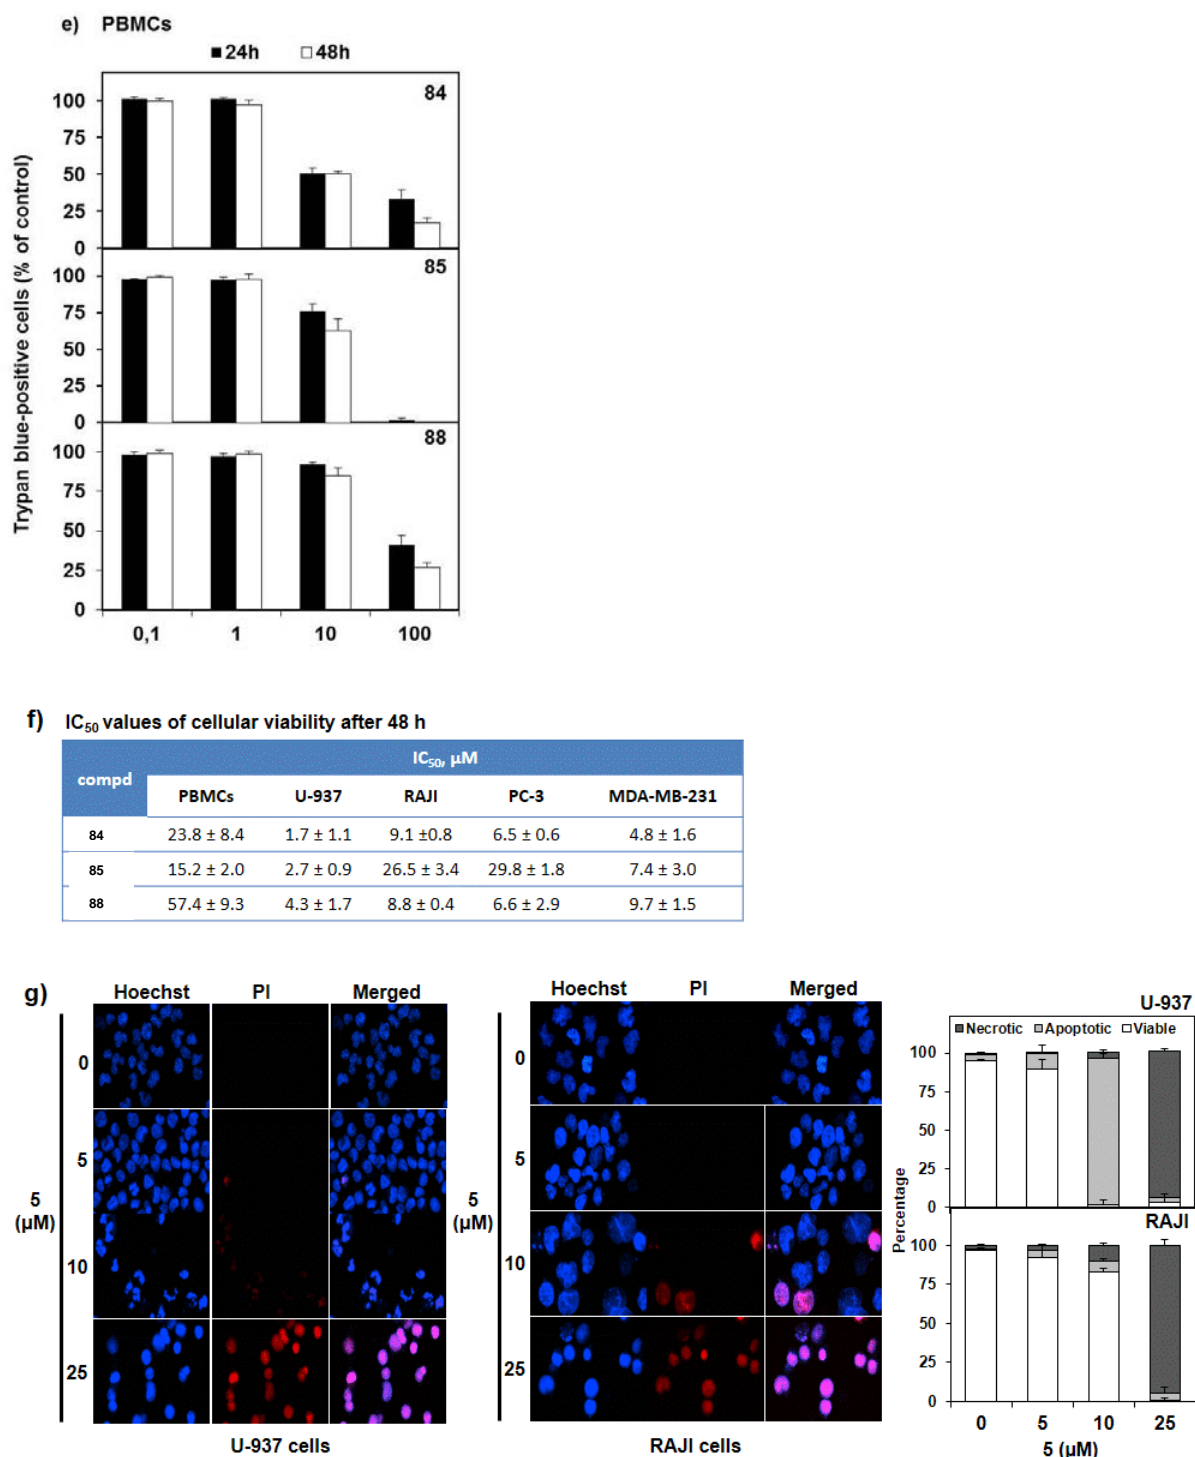 e) PBMCs
■24h □48h
Trypan blue-positive cells (% of control)
84
100
75
50
25
0
85
100
75
50
25
0
88
100
75
50
25
0
0,1 1 10 100
f) IC50 values of cellular viability after 48 h
compd IC50, µM
PBMCs U-937 RAJI PC-3 MDA-MB-231
84 23.8 ± 8.4 1.7 ± 1.1 9.1 ±0.8 6.5 ± 0.6 4.8 ± 1.6
85 15.2 ± 2.0 2.7 ± 0.9 26.5 ± 3.4 29.8 ± 1.8 7.4 ± 3.0
88 57.4 ± 9.3 4.3 ± 1.7 8.8 ± 0.4 6.6 ± 2.9 9.7 ± 1.5
g)
Hoechst PI Merged
0
5
10
25
5
(µM)
U-937 cells
Hoechst PI Merged
0
5
10
25
5
(µM)
RAJI cells
U-937
Necrotic Apoptotic Viable
100
75
50
25
0
Percentage
RAJI
100
75
50
25
0
0 5 10 25
5 (µM)